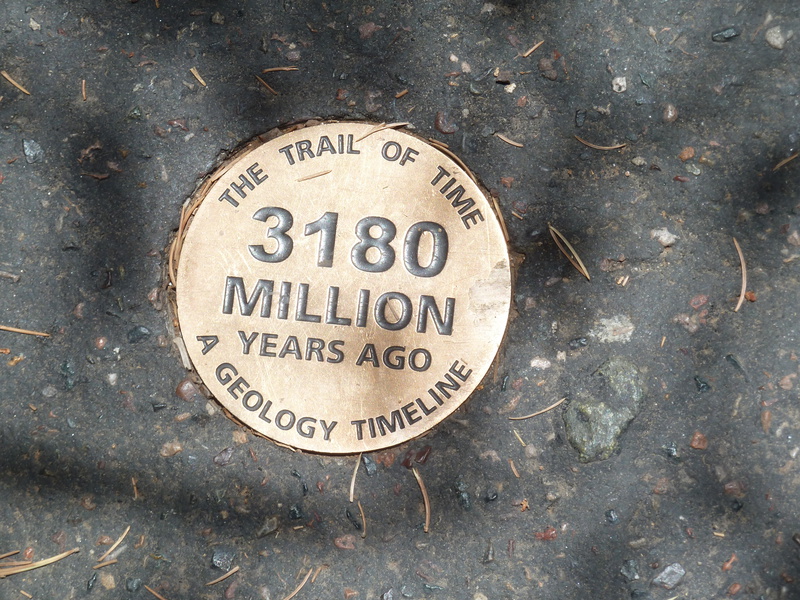 THE TRAIL OF TIME
3180
MILLION
YEARS AGO
A GEOLOGY TIMELINE